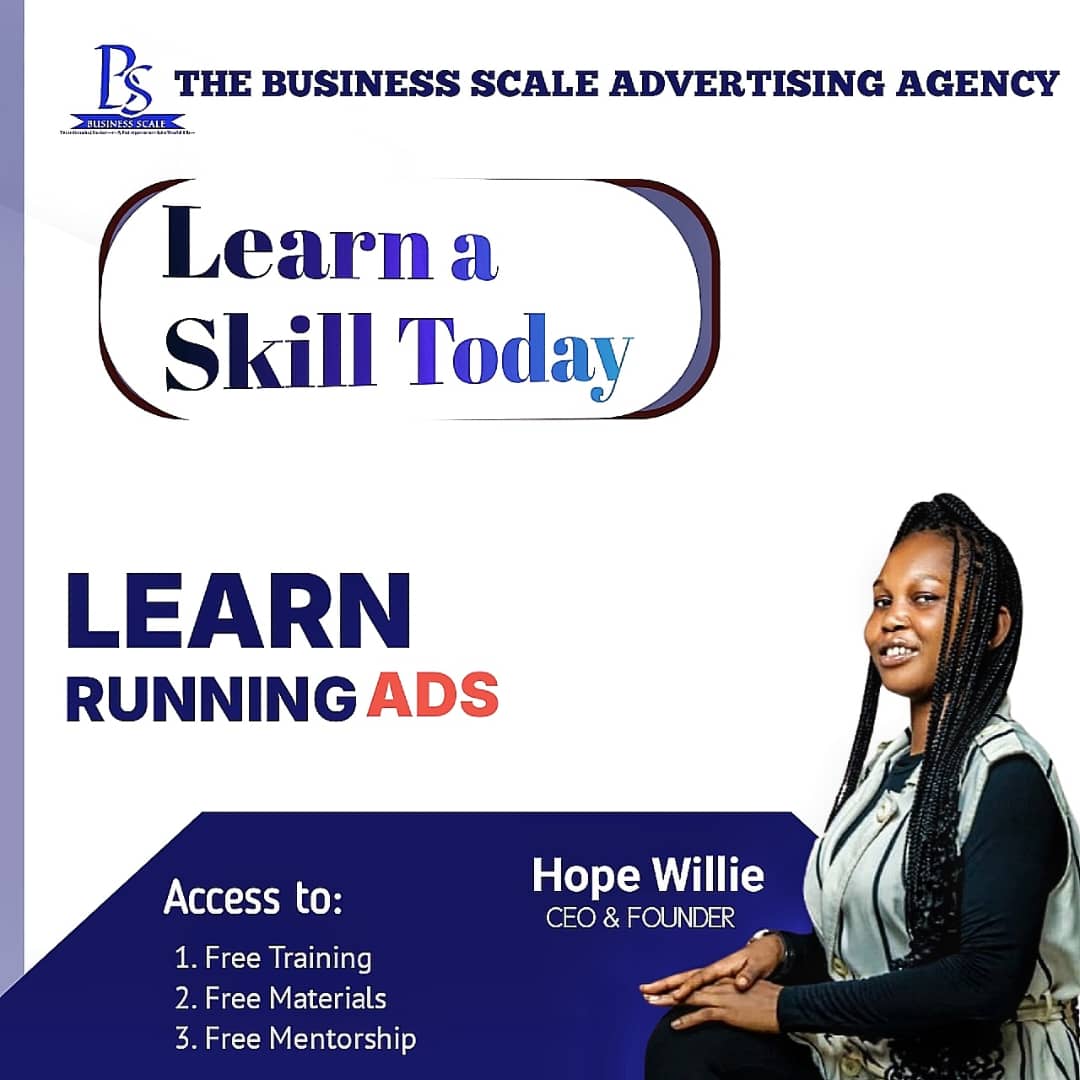 BS
BUSINESS SCALE
THE BUSINESS SCALE ADVERTISING AGENCY
Learn a
Skill Today
LEARN
RUNNING ADS
Hope Willie
CEO & FOUNDER
Access to:
1. Free Training
2. Free Materials
3. Free Mentorship